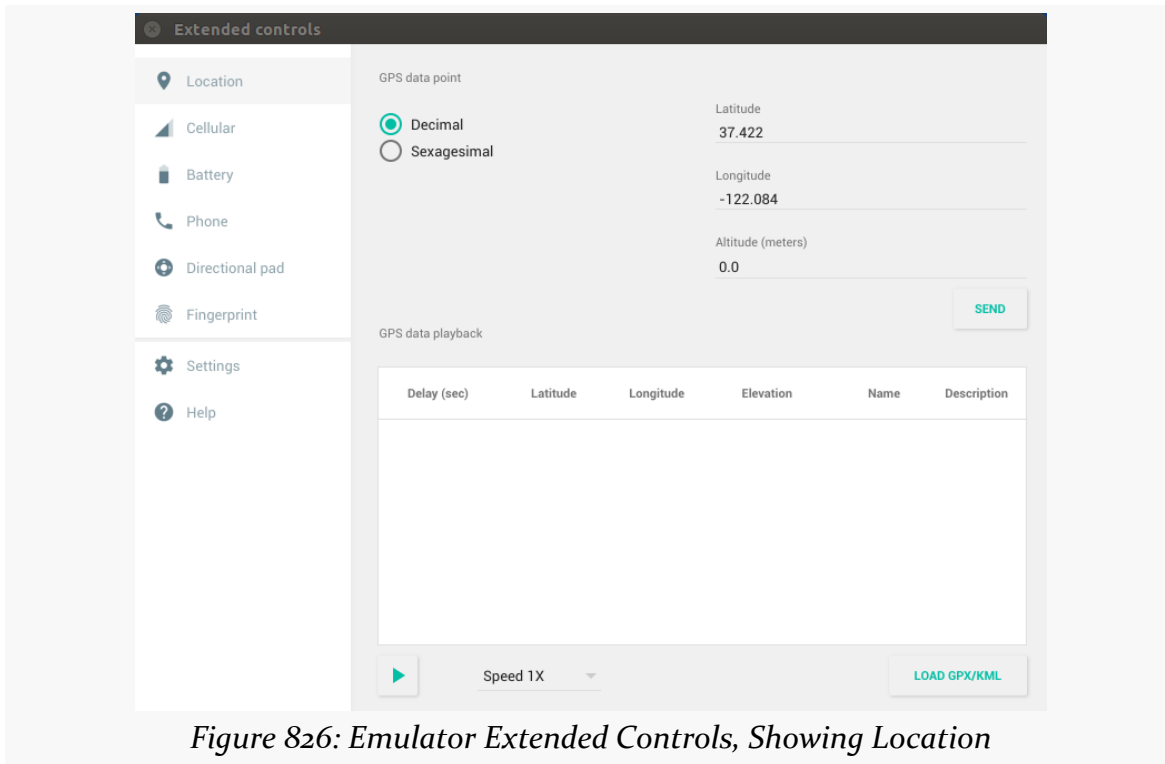 Extended controls
Location
Cellular
Battery
Phone
Directional pad
Fingerprint
Settings
Help
GPS data point
Decimal
Sexagesimal
Latitude
37.422
Longitude
-122.084
Altitude (meters)
0.0
SEND
GPS data playback
Delay (sec) Latitude Longitude Elevation Name Description
Speed 1X
LOAD GPX/KML
Figure 826: Emulator Extended Controls, Showing Location